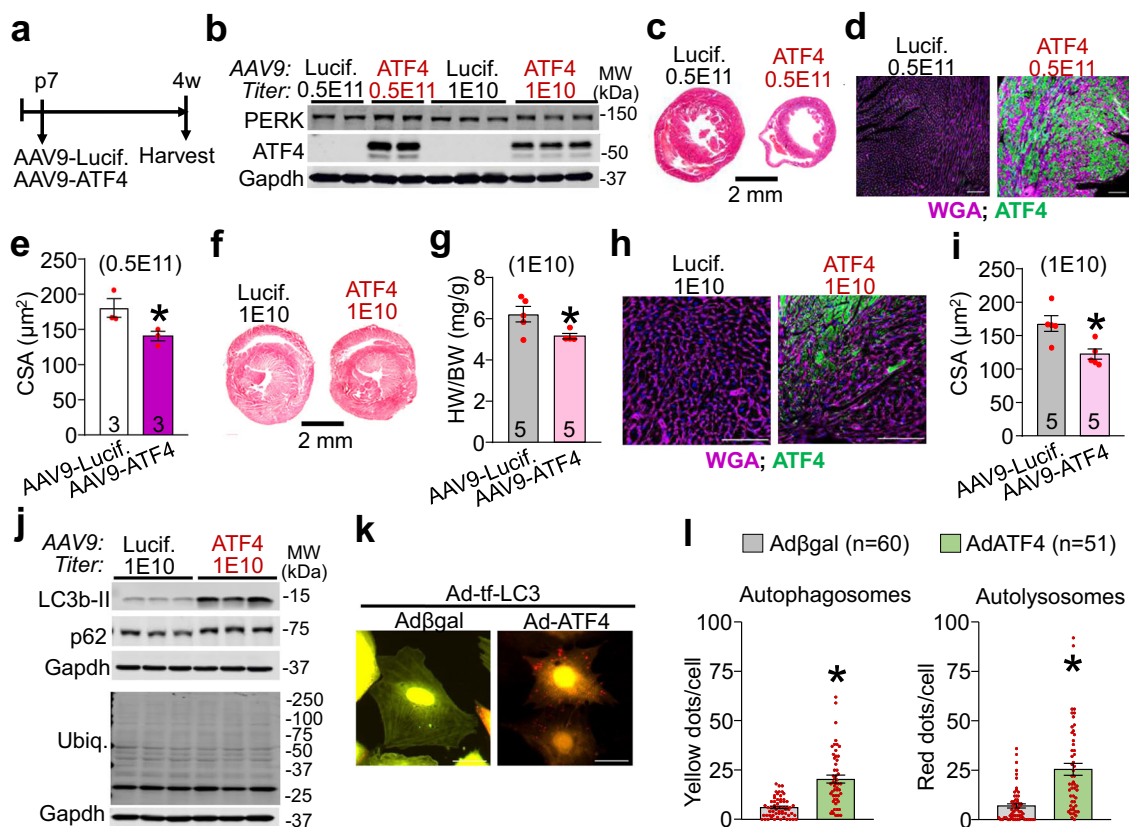 a
p7
4w
AAV9-Lucif.
AAV9-ATF4
Harvest
b
AAV9:
Titer:
Lucif.
0.5E11
ATF4
0.5E11
Lucif.
1E10
ATF4
1E10
MW
(kDa)
PERK
-150
ATF4
-50
Gapdh
-37
c
Lucif.
0.5E11
ATF4
0.5E11
2 mm
d
Lucif.
0.5E11
ATF4
0.5E11
WGA; ATF4
e
(0.5E11)
CSA (µm²)
250
200
150
100
50
0
3
3
AAV9-Lucif.
AAV9-ATF4
*
f
Lucif.
1E10
ATF4
1E10
2 mm
g
(1E10)
HW/BW (mg/g)
8
6
4
2
0
5
5
AAV9-Lucif.
AAV9-ATF4
*
h
Lucif.
1E10
ATF4
1E10
WGA; ATF4
i
(1E10)
CSA (µm²)
250
200
150
100
50
0
5
5
AAV9-Lucif.
AAV9-ATF4
*
j
AAV9:
Titer:
Lucif.
1E10
ATF4
1E10
MW
(kDa)
LC3b-II
-15
p62
-75
Gapdh
-37
Ubiq.
-250
-100
-75
-50
-37
-25
Gapdh
-37
k
Ad-tf-LC3
Adβgal
Ad-ATF4
l
Adβgal (n=60)
AdATF4 (n=51)
Autophagosomes
Yellow dots/cell
100
75
50
25
0
*
Autolysosomes
Red dots/cell
100
75
50
25
0
*